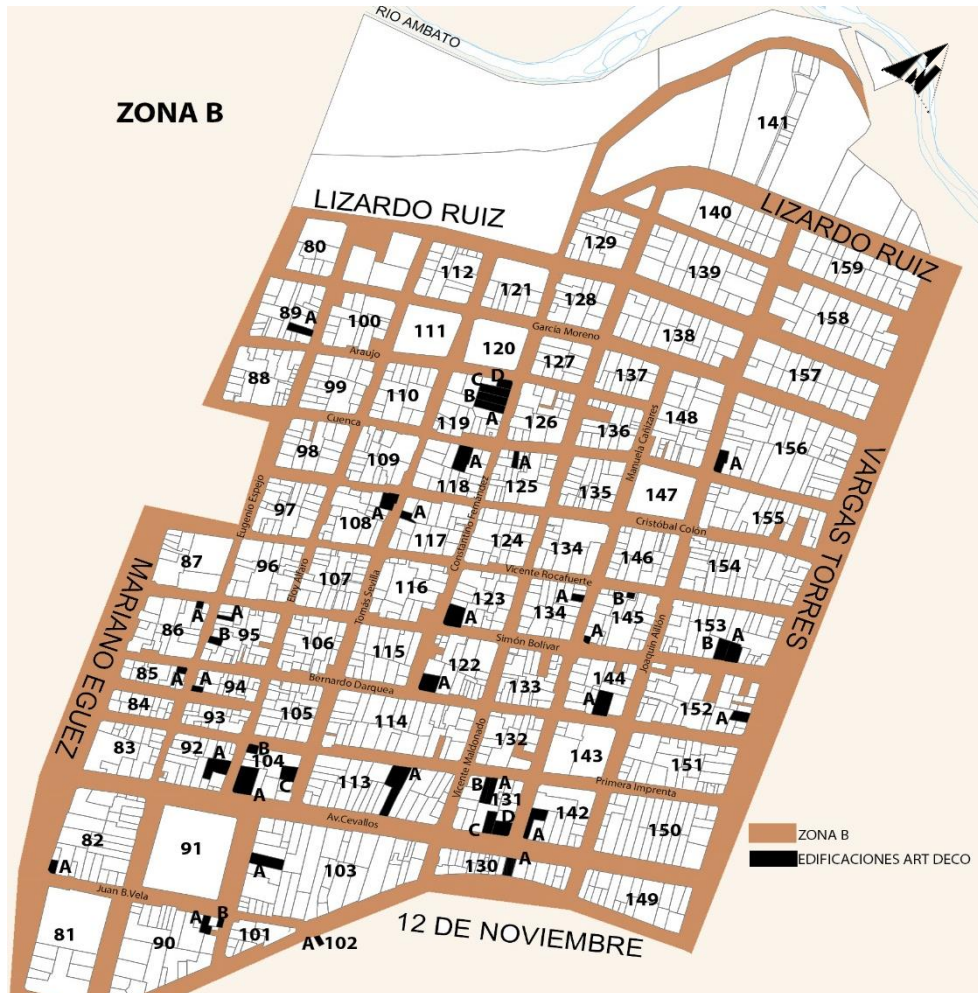 RIO AMBATO
ZONA B
141
LIZARDO RUIZ
140
LIZARDO RUIZ
129
80
112
139
159
121
128
158
89 A
100
111
Garcia Moreno
138
120
127
Araujo
137
157
88
99
110
C D
B
A
119
126
136
Manuela Cañizares
148
156
Cuenca
98
109
A
118
A
125
135
147
A
155
Eugenio Espejo
97
A
108
A
117
Constantino Fernández
124
134
Cristóbal Colón
146
154
VARGAS TORRES
87
96
Eloy Alfaro
107
Tomás Sevilla
116
Vicente Rocafuerte
123
A
A
134
B
145
A
Joaquin Aillón
153 A
B
MARIANO EGUEZ
86
A
A
B
95
106
115
Simón Bolívar
122
A
133
144
A
152
A
85
A
A
94
Bernardo Darquea
84
93
105
114
132
143
151
83
92
A
B
104
C
A
113
A
Vicente Maldonado
B A
131
C D
142
A
Primera Imprenta
150
Av.Cevallos
82
A
91
A
103
130
A
149
ZONA B
EDIFICACIONES ART DECO
Juan B.Vela
81
90
A B
101
A 102
12 DE NOVIEMBRE